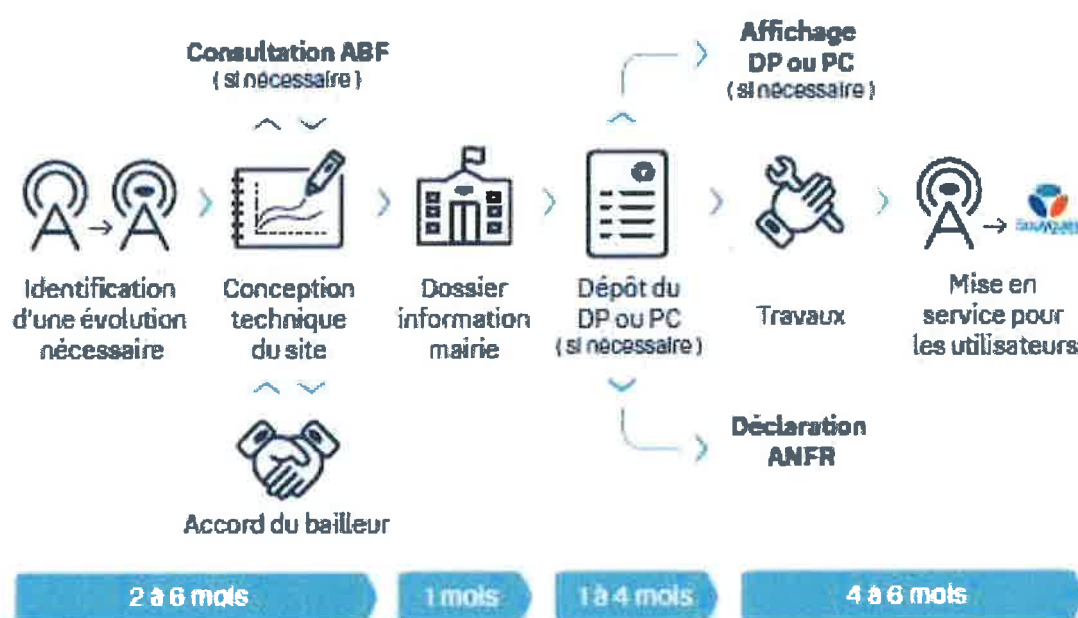 Consultation ABF
( si nécessaire )
Affichage
DP ou PC
( si nécessaire )
Identification
d'une évolution
nécessaire
Conception
technique
du site
Dossier
information
mairie
Dépôt du
DP ou PC
( si nécessaire )
Travaux
Bouygues
Mise en
service pour
les utilisateurs
Accord du bailleur
Déclaration
ANFR
2 à 6 mois
1 mois
1 à 4 mois
4 à 6 mois